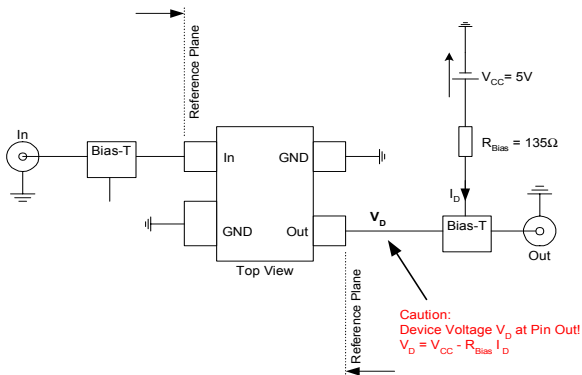 Reference Plane
V_CC = 5V
In
Bias-T
In
GND
R_Bias = 135Ω
I_D
GND
Out
V_D
Bias-T
Top View
Out
Reference Plane
Caution:
Device Voltage V_D at Pin Out!
V_D = V_CC - R_Bias I_D